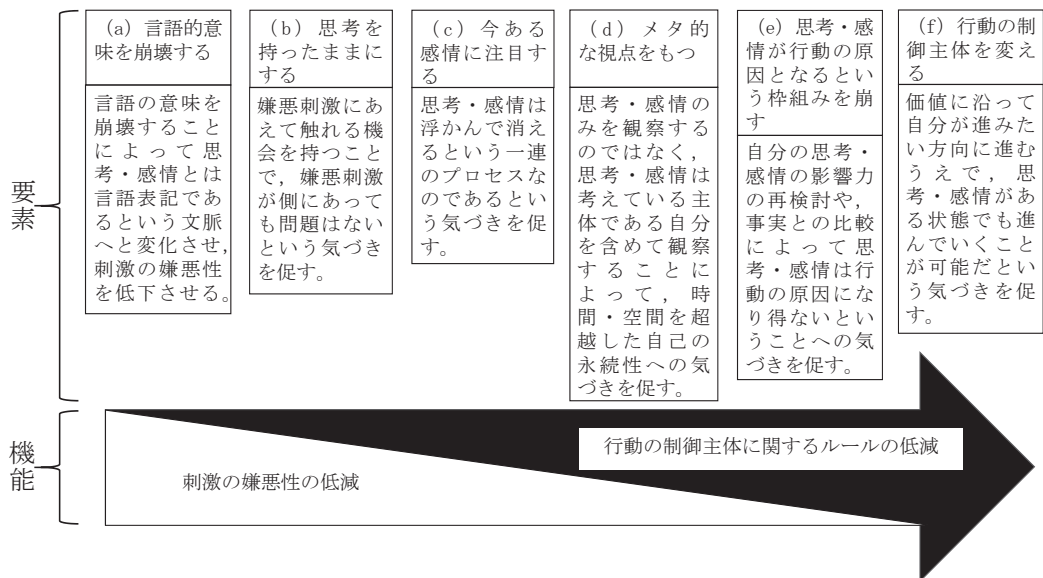 (a) 言語的意
味を崩壊する
言語の意味を
崩壊すること
によって思
考・感情とは
言語表記であ
るという文脈
へと変化させ,
刺激の嫌悪性
を低下させる。
(b) 思考を
持ったままに
する
嫌悪刺激にあ
えて触れる機
会を持つこと
で,嫌悪刺激
が側にあって
も問題はない
という気づき
を促す。
(c) 今ある
感情に注目す
る
思考・感情は
浮かんで消え
るという一連
のプロセスな
のであるとい
う気づきを促
す。
(d) メタ的
な視点をもつ
思考・感情の
みを観察する
のではなく,
思考・感情は
考えている主
体である自分
を含めて観察
することに
よって,時
間・空間を超
越した自己の
永続性への気
づきを促す。
(e) 思考・感
情が行動の原
因となるとい
う枠組みを崩
す
自分の思考・
感情の影響力
の再検討や,
事実との比較
によって思
考・感情は行
動の原因にな
り得ないとい
うことへの気
づきを促す。
(f) 行動の制
御主体を変え
る
価値に沿って
自分が進みた
い方向に進む
うえで,思
考・感情があ
る状態でも進
んでいくこと
が可能だとい
う気づきを促
す。
要素
機能
行動の制御主体に関するルールの低減
刺激の嫌悪性の低減